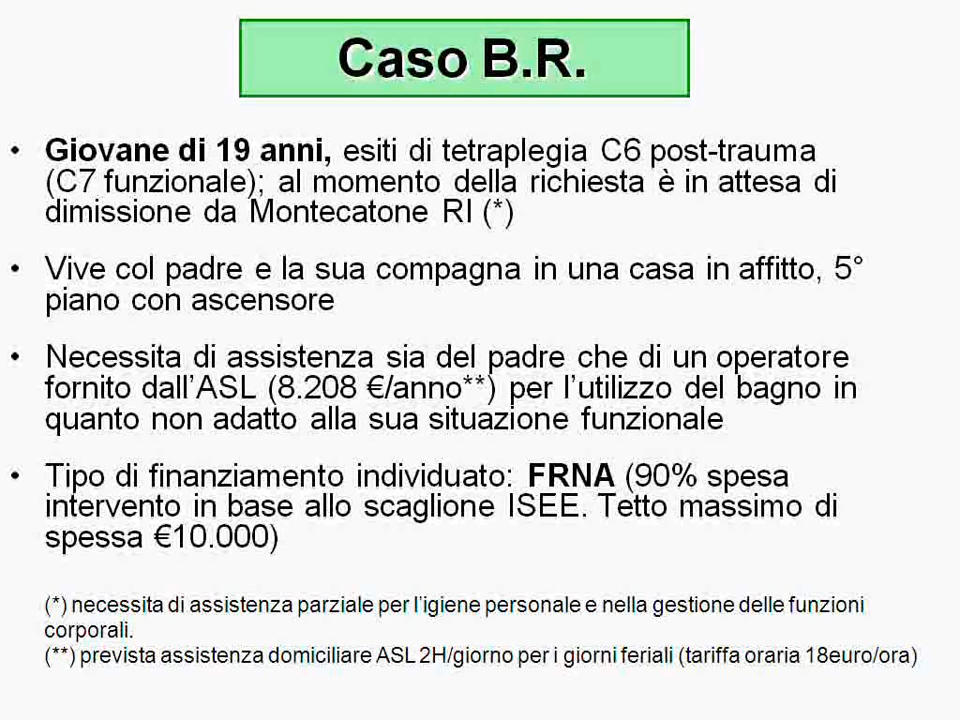 Caso B.R.
• Giovane di 19 anni, esiti di tetraplegia C6 post-trauma
(C7 funzionale); al momento della richiesta è in attesa di
dimissione da Montecatone RI (*)
• Vive col padre e la sua compagna in una casa in affitto, 5°
piano con ascensore
• Necessita di assistenza sia del padre che di un operatore
fornito dall’ASL (8.208 €/anno**) per l’utilizzo del bagno in
quanto non adatto alla sua situazione funzionale
• Tipo di finanziamento individuato: FRNA (90% spesa
intervento in base allo scaglione ISEE. Tetto massimo di
spessa €10.000)
(*) necessita di assistenza parziale per l’igiene personale e nella gestione delle funzioni
corporali.
(**) prevista assistenza domiciliare ASL 2H/giorno per i giorni feriali (tariffa oraria 18euro/ora)